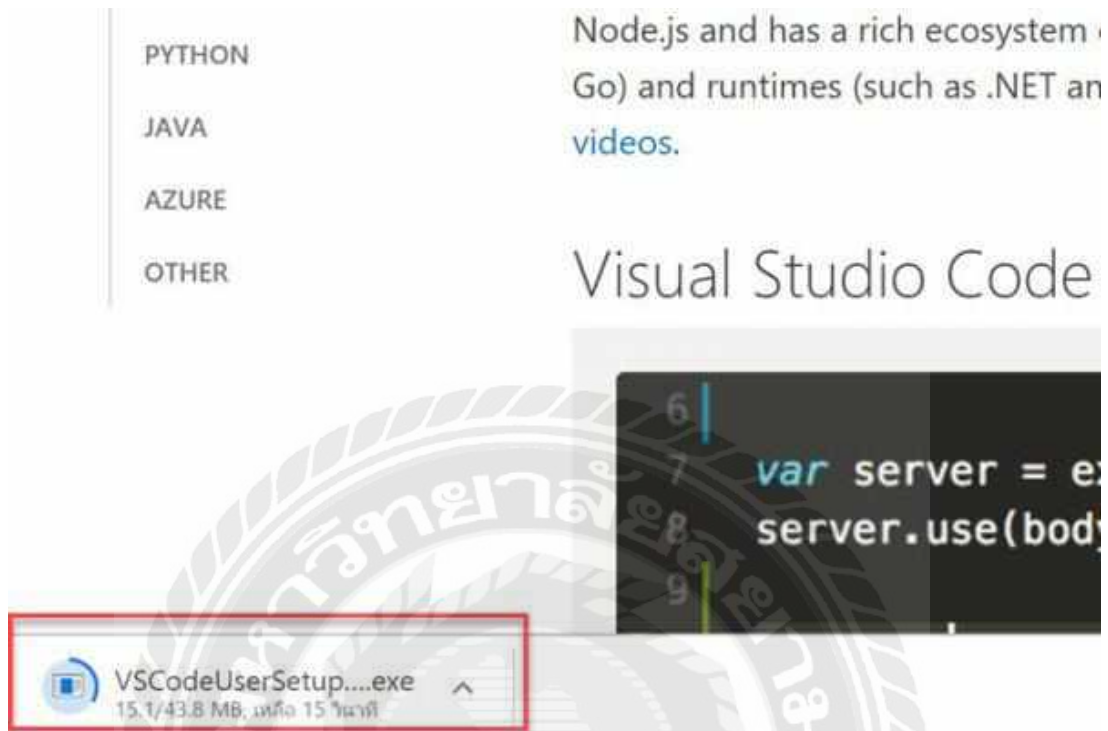 PYTHON
JAVA
AZURE
OTHER
Node.js and has a rich ecosystem
Go) and runtimes (such as .NET an
videos.
Visual Studio Code
6
7 var server = ex
8 server.use(body
9
VSCodeUserSetup....exe
15.1/43.8 MB, เหลือ 15 วินาที